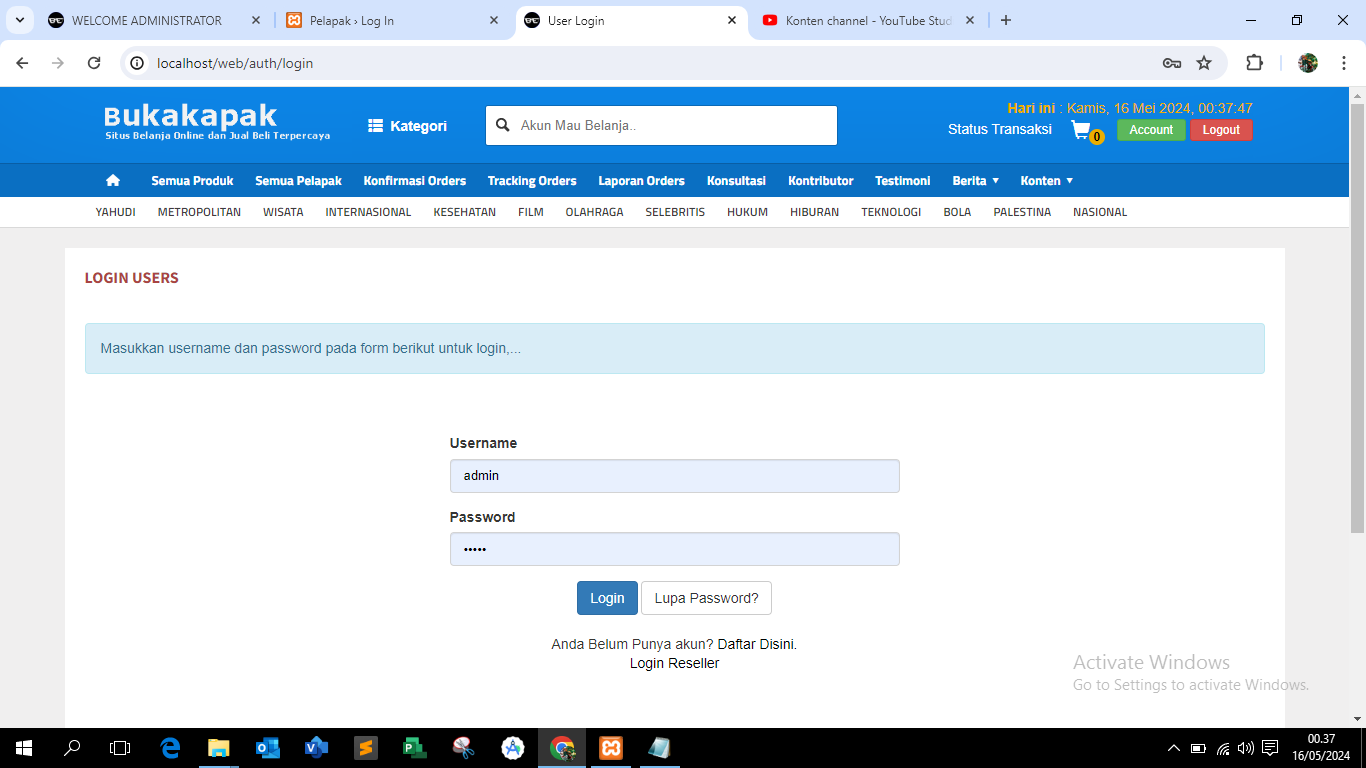 WELCOME ADMINISTRATOR
Pelapak › Log In
User Login
Konten channel - YouTube Stud
localhost/web/auth/login
Hari ini : Kamis, 16 Mei 2024, 00:37:47
Bukakapak
Situs Belanja Online dan Jual Beli Terpercaya
Kategori
Akun Mau Belanja..
Status Transaksi
0
Account
Logout
Semua Produk Semua Pelapak Konfirmasi Orders Tracking Orders Laporan Orders Konsultasi Kontributor Testimoni Berita Konten
YAHUDI METROPOLITAN WISATA INTERNASIONAL KESEHATAN FILM OLAHRAGA SELEBRITIS HUKUM HIBURAN TEKNOLOGI BOLA PALESTINA NASIONAL
LOGIN USERS
Masukkan username dan password pada form berikut untuk login,...
Username
admin
Password
•••••
Login
Lupa Password?
Anda Belum Punya akun? Daftar Disini.
Login Reseller
Activate Windows
Go to Settings to activate Windows.
00.37
16/05/2024